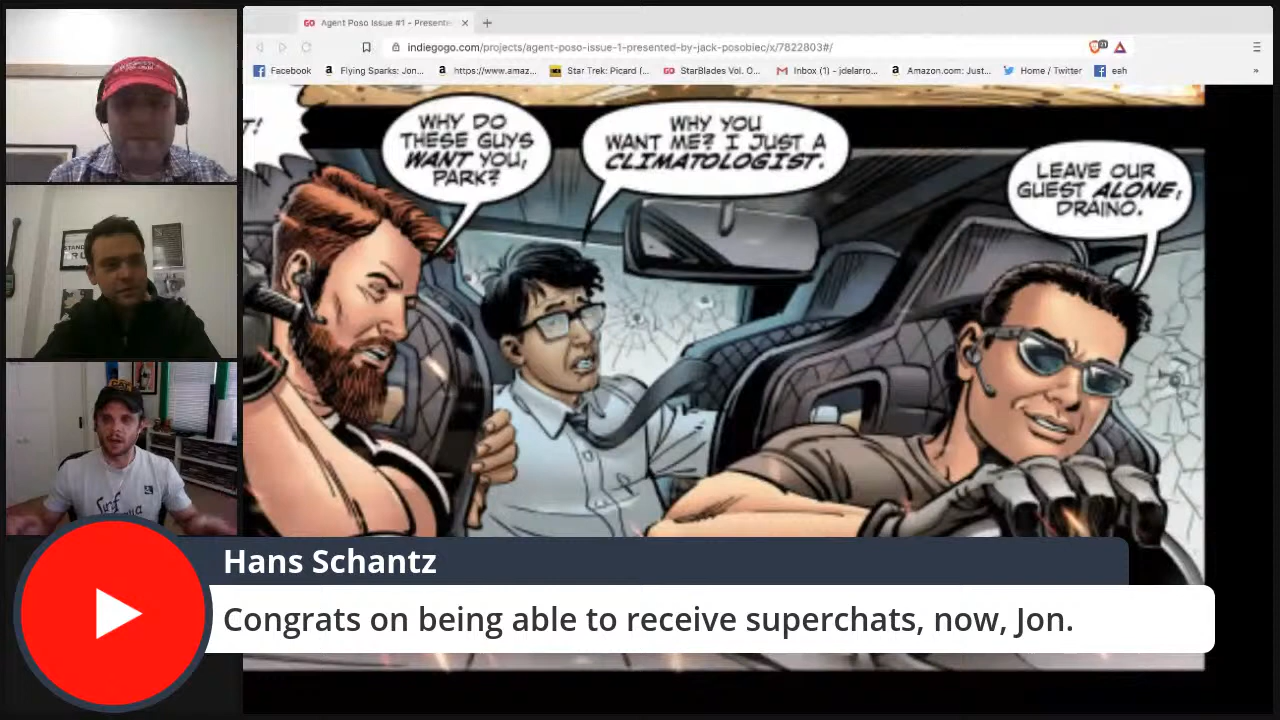 Agent Poso Issue #1 - Presente
indiegogo.com/projects/agent-poso-issue-1-presented-by-jack-posobiec/x/7822803#/
Facebook
Flying Sparks: Jon...
https://www.amaz...
Star Trek: Picard (...
StarBlades Vol. O...
Inbox (1) - jdelarro...
Amazon.com: Just...
Home / Twitter
eah
T!
WHY DO
THESE GUYS
WANT YOU,
PARK?
WHY YOU
WANT ME? I JUST A
CLIMATOLOGIST.
LEAVE OUR
GUEST ALONE,
DRAINO.
Hans Schantz
Congrats on being able to receive superchats, now, Jon.